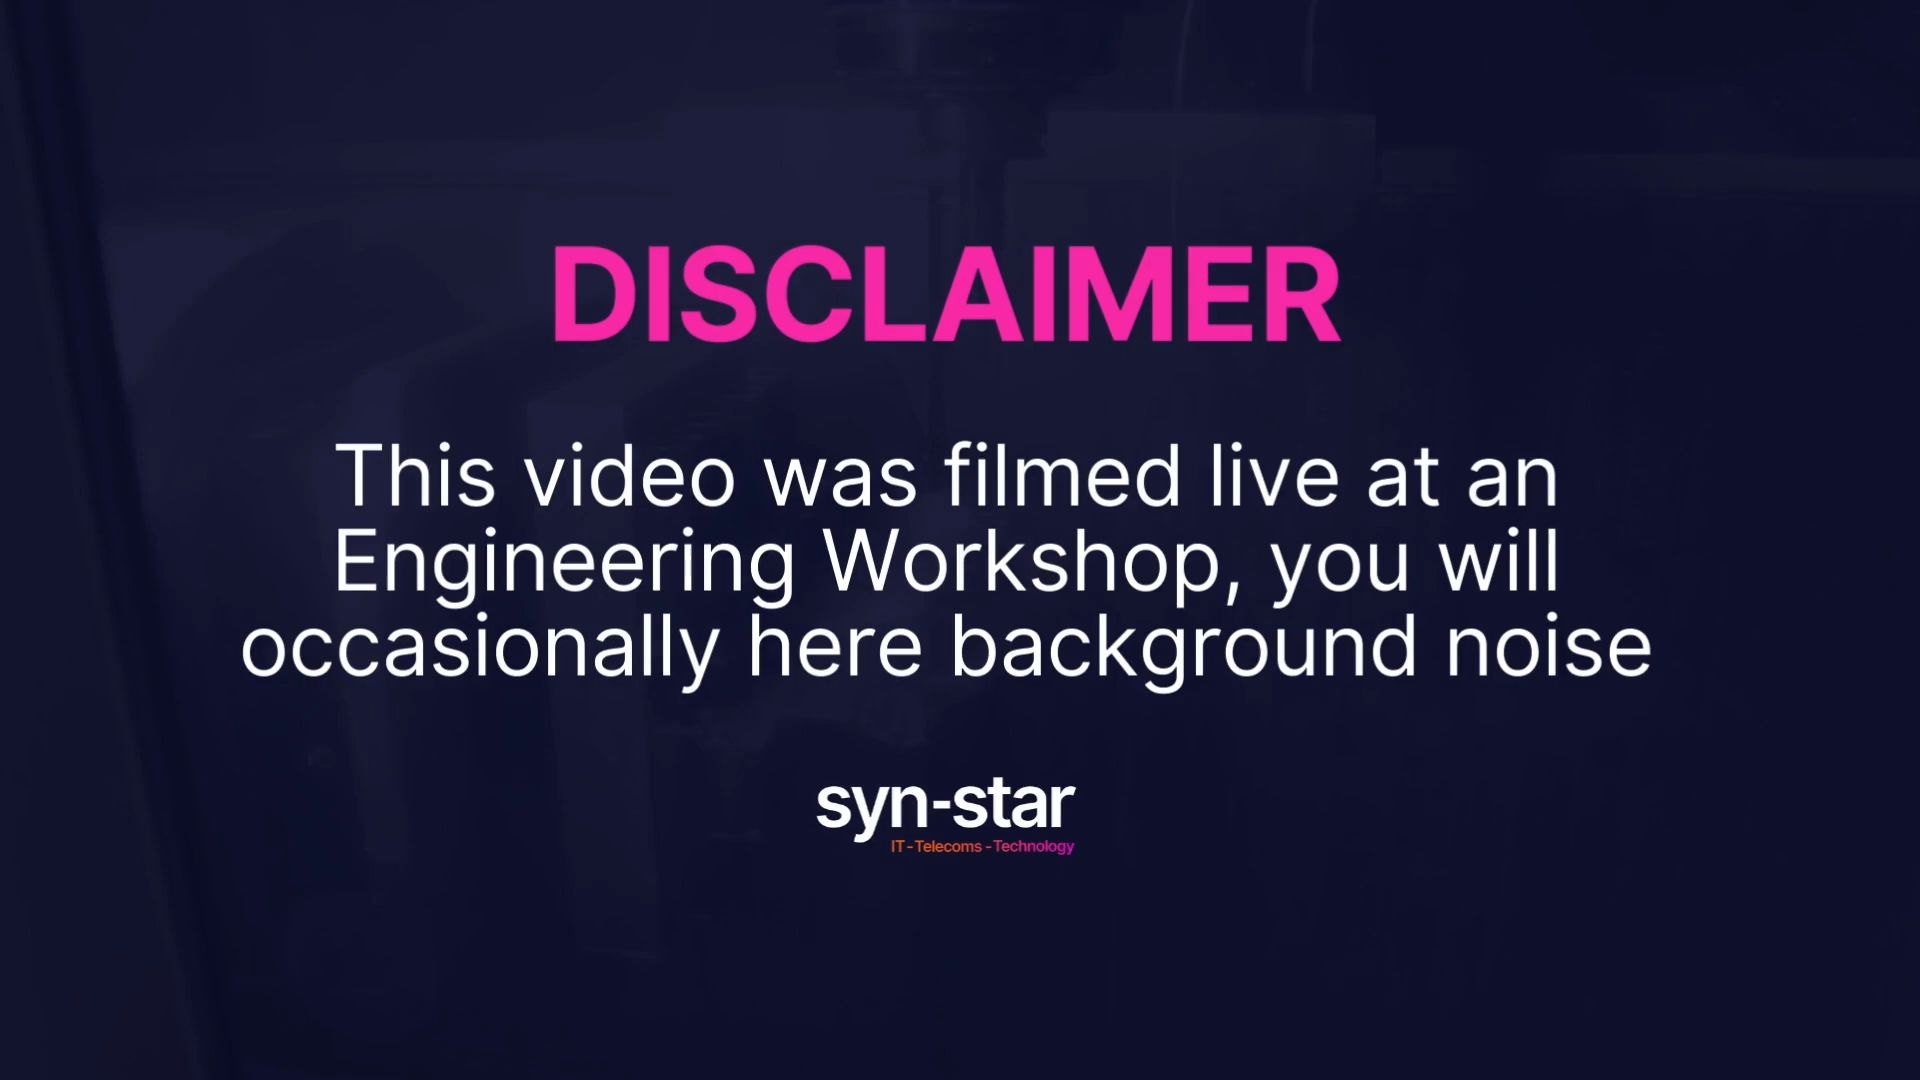 DISCLAIMER
This video was filmed live at an
Engineering Workshop, you will
occasionally here background noise
syn-star
IT - Telecoms - Technology